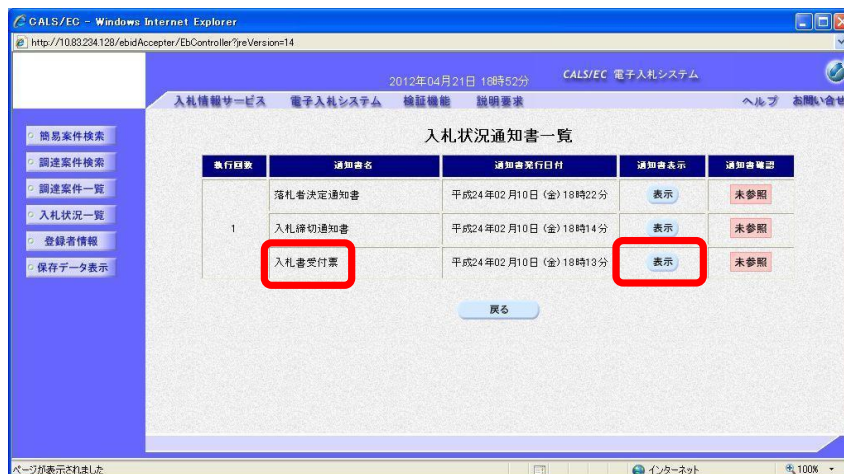 CALS/EC - Windows Internet Explorer
http://10.83.234.128/ebidAccepter/EbController?jreVersion=14
2012年04月21日 18時52分 CALS/EC 電子入札システム
入札情報サービス 電子入札システム 検証機能 説明要求 ヘルプ お問い合せ
簡易案件検索
調達案件検索
調達案件一覧
入札状況一覧
登録者情報
保存データ表示
入札状況通知書一覧
執行回数 通知書名 通知書発行日付 通知書表示 通知書確認
落札者決定通知書 平成24年02月10日 (金) 18時22分 表示 未参照
1 入札締切通知書 平成24年02月10日 (金) 18時14分 表示 未参照
入札書受付票 平成24年02月10日 (金) 18時13分 表示 未参照
戻る
ページが表示されました インターネット 100%